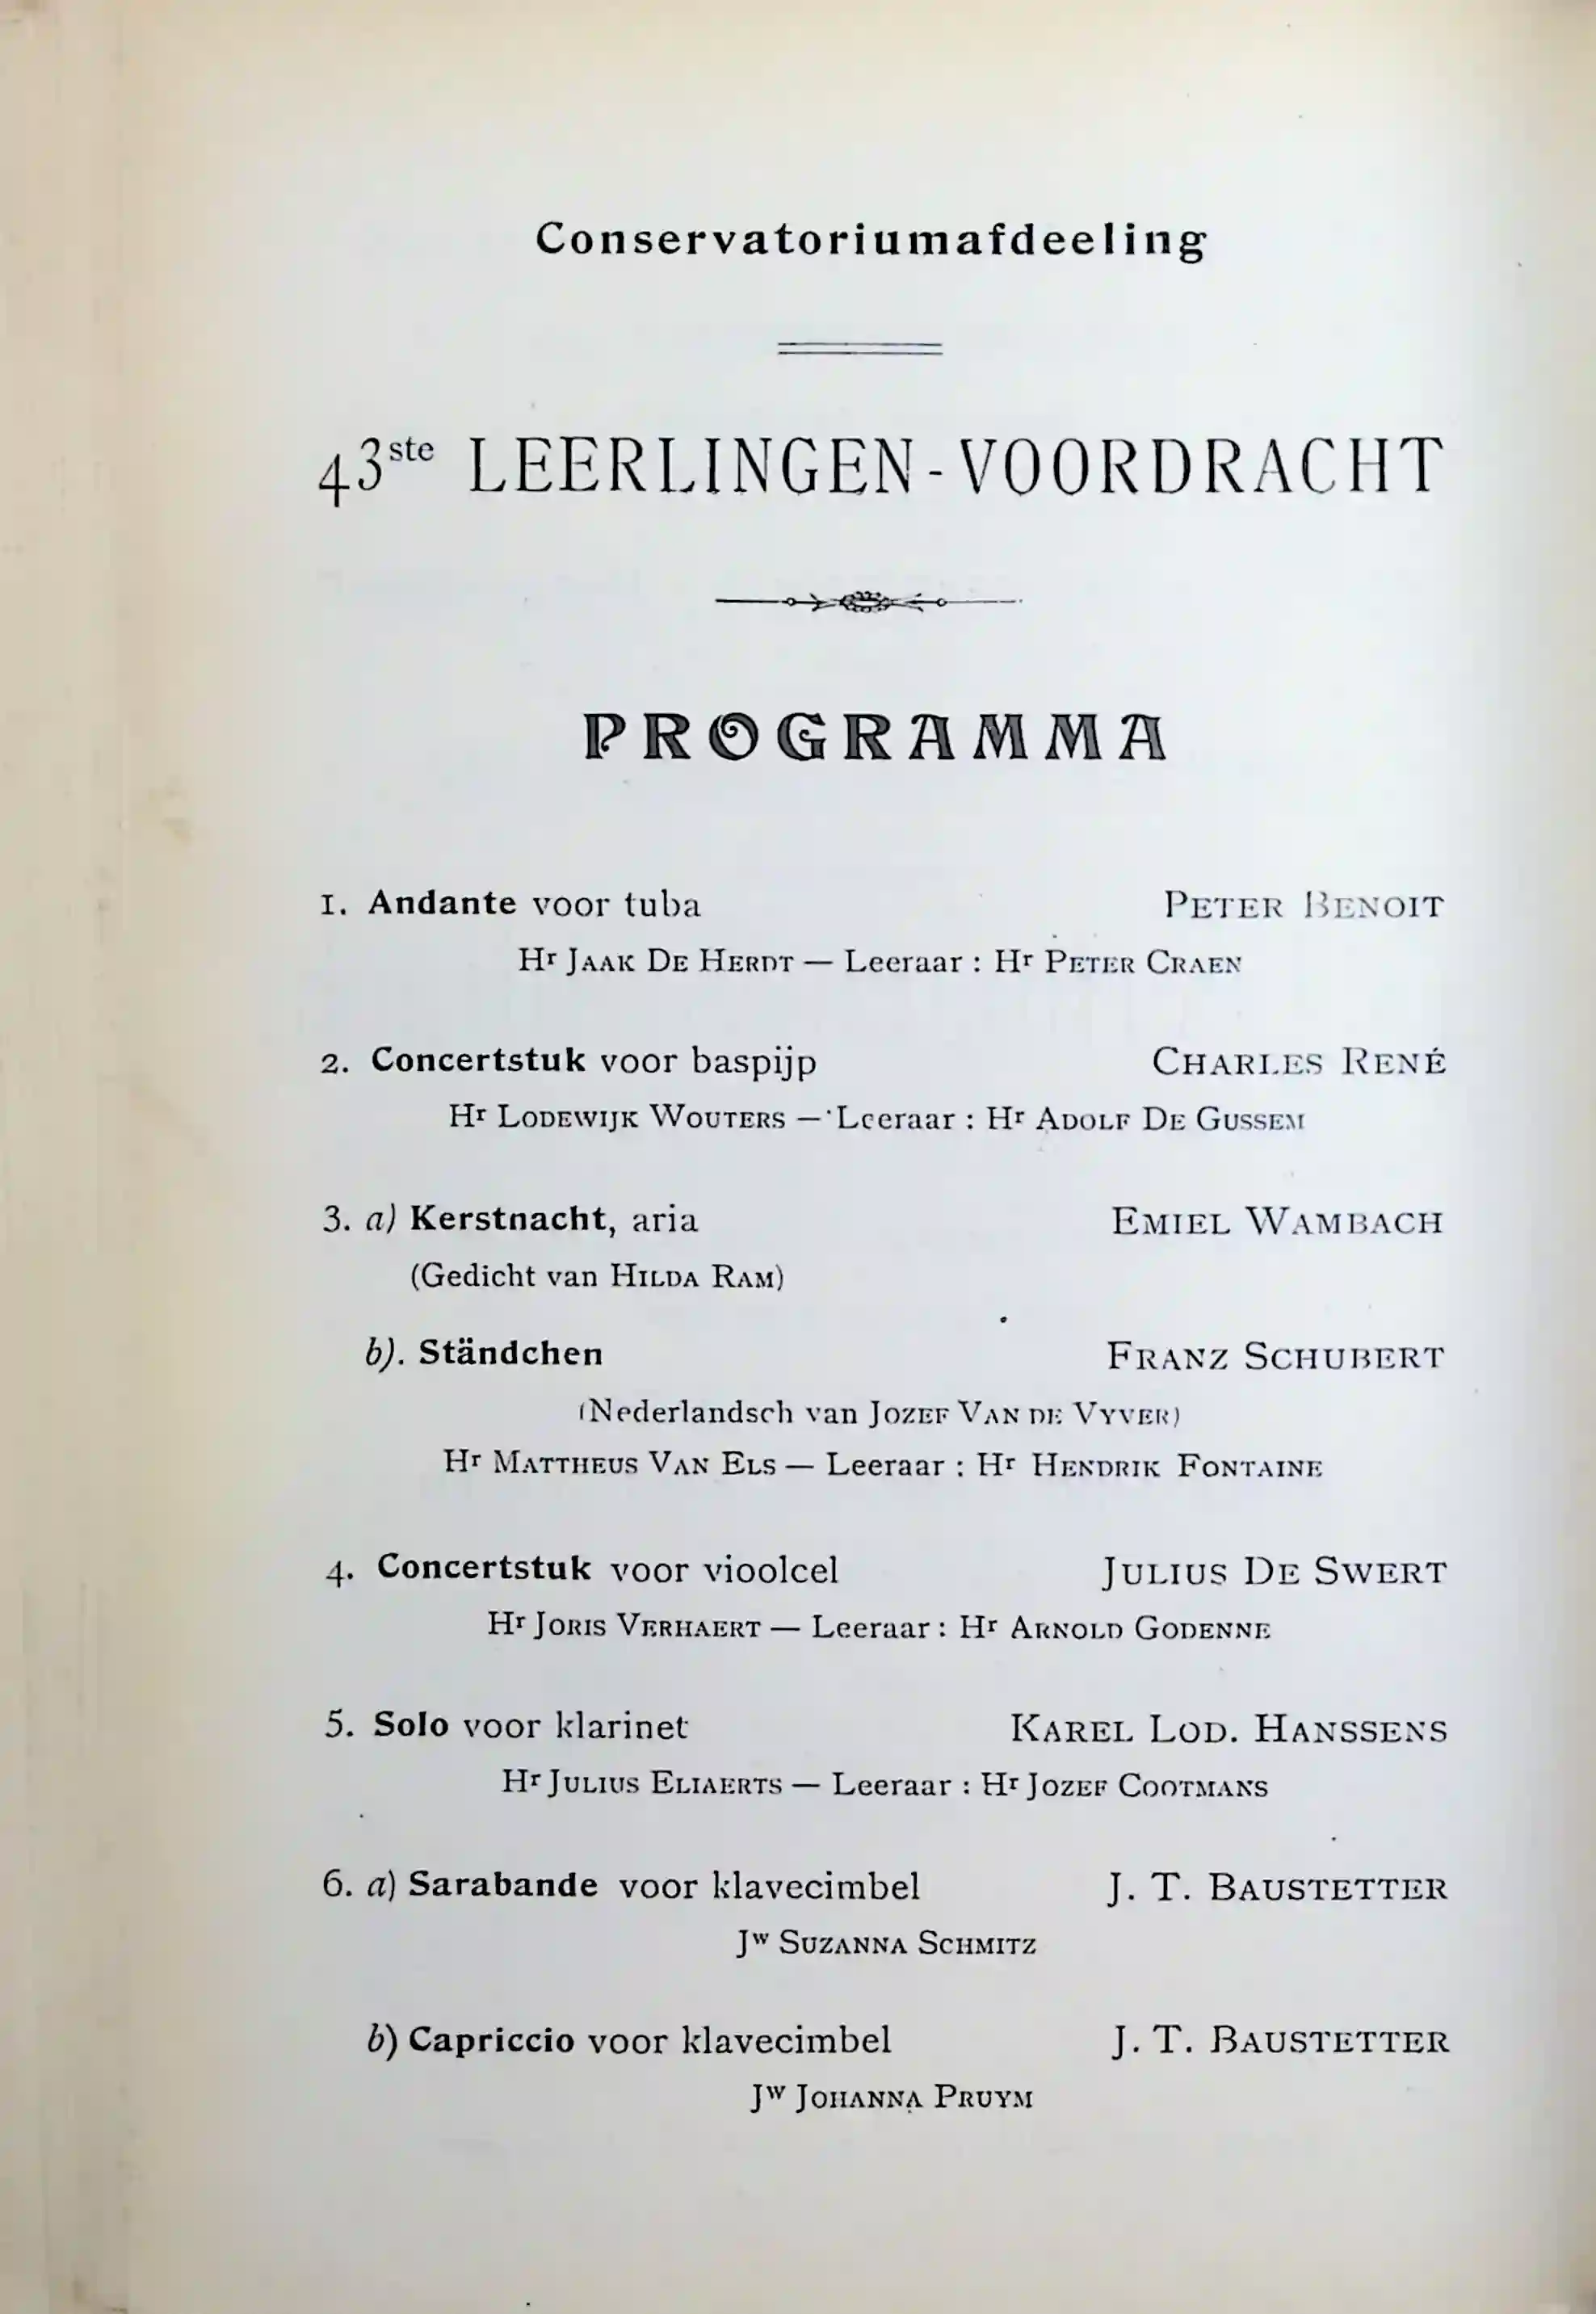 Conservatoriumafdeeling
43ste LEERLINGEN-VOORDRACHT
PROGRAMMA
1. Andante voor tuba PETER BENOIT
Hr JAAK DE HERDT — Leeraar : Hr PETER CRAEN
2. Concertstuk voor baspijp CHARLES RENÉ
Hr LODEWIJK WOUTERS — Leeraar : Hr ADOLF DE GUSSEM
3. a) Kerstnacht, aria EMIEL WAMBACH
(Gedicht van HILDA RAM)
b). Ständchen FRANZ SCHUBERT
(Nederlandsch van JOZEF VAN DE VYVER)
Hr MATTHEUS VAN ELS — Leeraar : Hr HENDRIK FONTAINE
4. Concertstuk voor vioolcel JULIUS DE SWERT
Hr JORIS VERHAERT — Leeraar : Hr ARNOLD GODENNE
5. Solo voor klarinet KAREL LOD. HANSSENS
Hr JULIUS ELIAERTS — Leeraar : Hr JOZEF COOTMANS
6. a) Sarabande voor klavecimbel J. T. BAUSTETTER
Jw SUZANNA SCHMITZ
b) Capriccio voor klavecimbel J. T. BAUSTETTER
Jw JOHANNA PRUYM